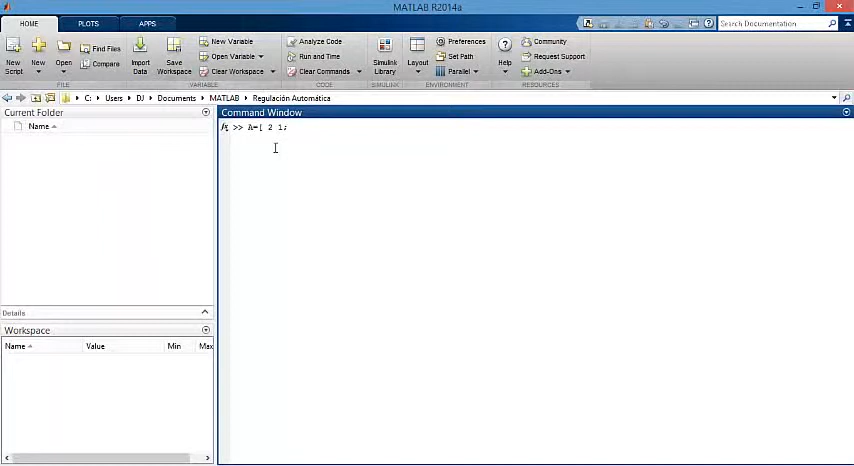 MATLAB R2014a
HOME PLOTS APPS
Search Documentation
New Script
New
Open
Find Files
Compare
Import Data
Save Workspace
New Variable
Open Variable
Clear Workspace
Analyze Code
Run and Time
Clear Commands
Simulink Library
Layout
Preferences
Set Path
Parallel
Help
Community
Request Support
Add-Ons
FILE VARIABLE CODE SIMULINK ENVIRONMENT RESOURCES
C: Users DJ Documents MATLAB Regulación Automática
Current Folder
Name
Details
Workspace
Name Value Min Max
Command Window
fx >> A=[ 2 1;